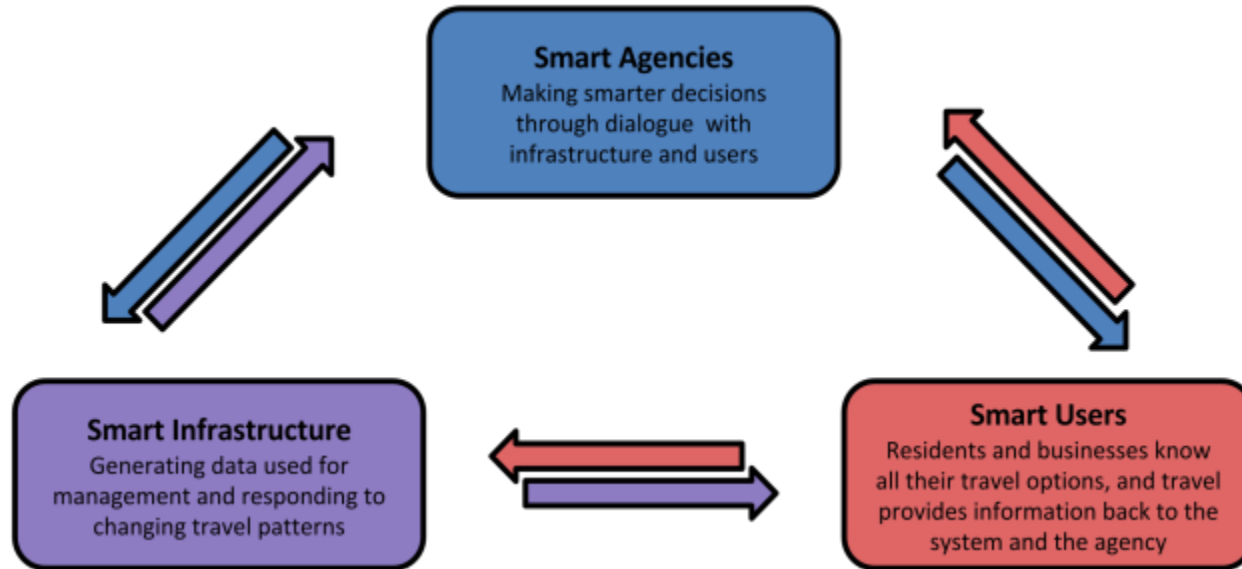 Smart Agencies
Making smarter decisions
through dialogue with
infrastructure and users
Smart Infrastructure
Generating data used for
management and responding to
changing travel patterns
Smart Users
Residents and businesses know
all their travel options, and travel
provides information back to the
system and the agency